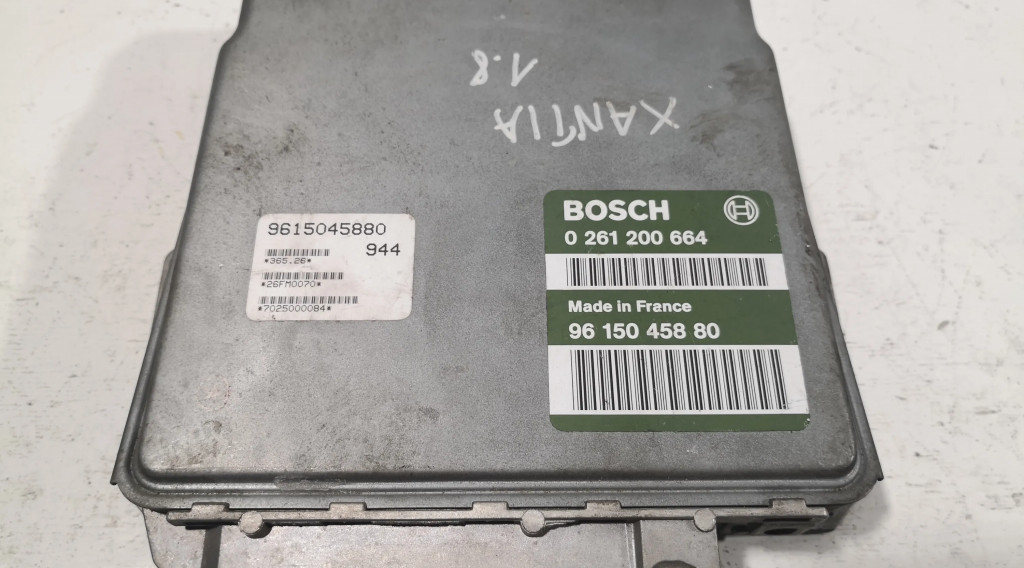 XANTIA
1.8
9615045880
944
*365.26*
*26FM0070*
*7025000084*
BOSCH
0 261 200 664
Made in France
96 150 458 80